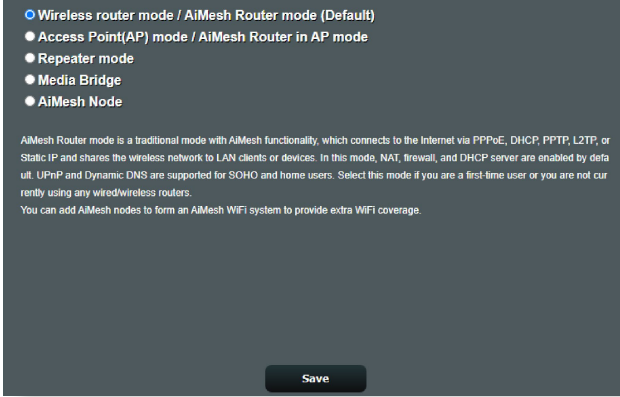 Wireless router mode / AiMesh Router mode (Default)
Access Point(AP) mode / AiMesh Router in AP mode
Repeater mode
Media Bridge
AiMesh Node
AiMesh Router mode is a traditional mode with AiMesh functionality, which connects to the Internet via PPPoE, DHCP, PPTP, L2TP, or
Static IP and shares the wireless network to LAN clients or devices. In this mode, NAT, firewall, and DHCP server are enabled by defa
ult. UPnP and Dynamic DNS are supported for SOHO and home users. Select this mode if you are a first-time user or you are not cur
rently using any wired/wireless routers.
You can add AiMesh nodes to form an AiMesh WiFi system to provide extra WiFi coverage.
Save